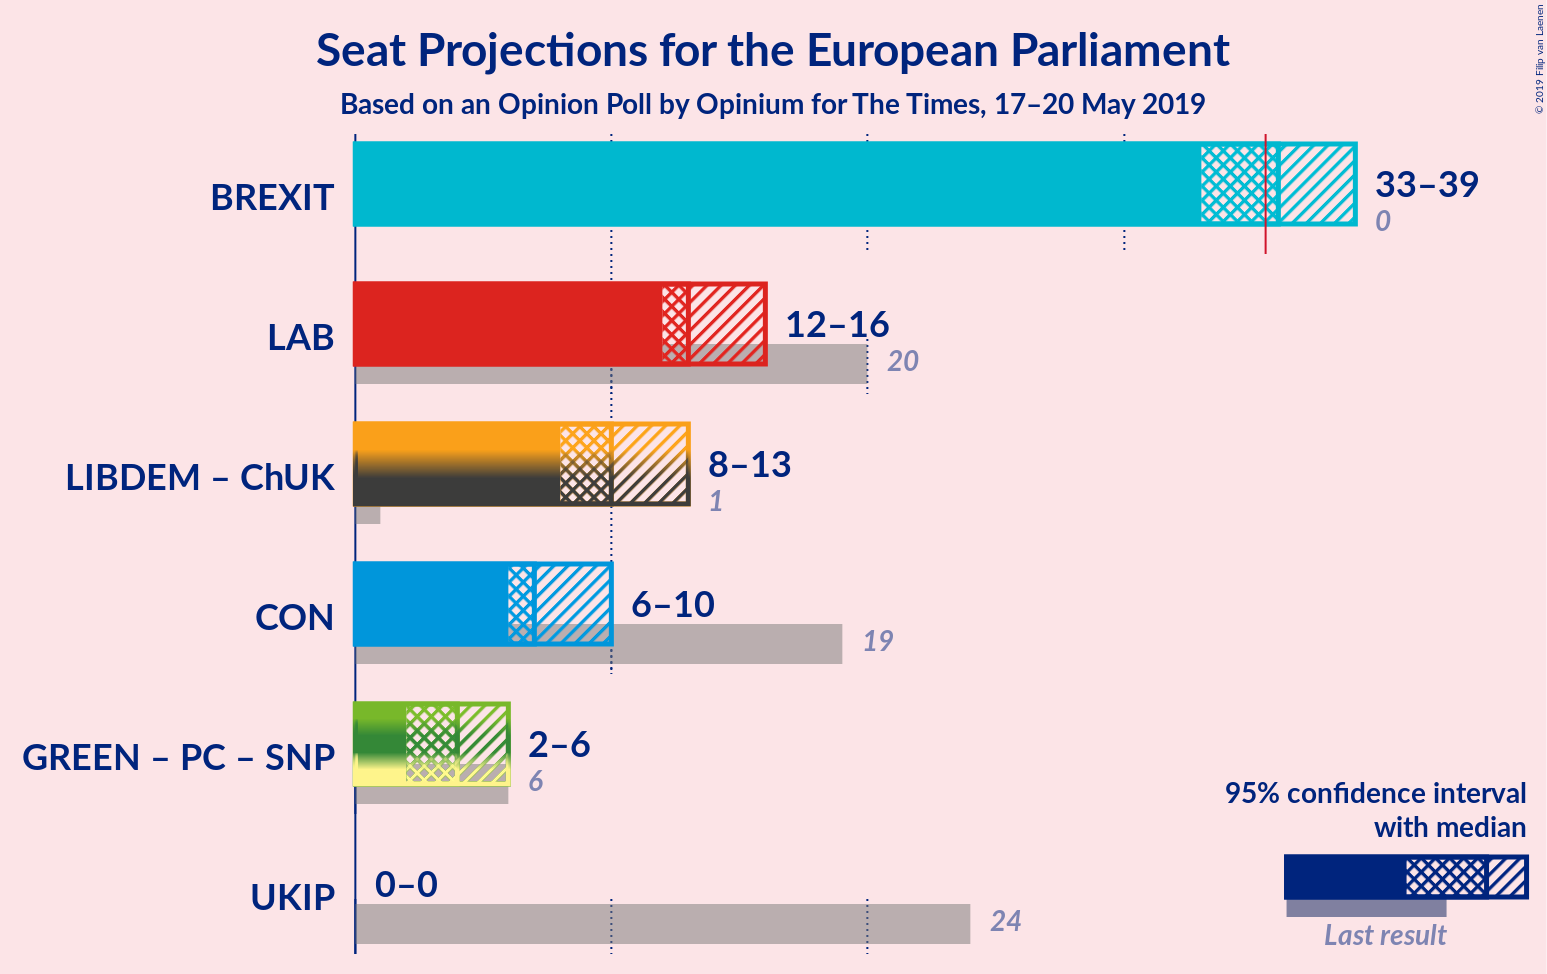 Seat Projections for the European Parliament
Based on an Opinion Poll by Opinium for The Times, 17–20 May 2019
© 2019 Filip van Laenen
BREXIT
33–39
0
LAB
12–16
20
LIBDEM – ChUK
8–13
1
CON
6–10
19
GREEN – PC – SNP
2–6
6
UKIP
0–0
24
95% confidence interval
with median
Last result